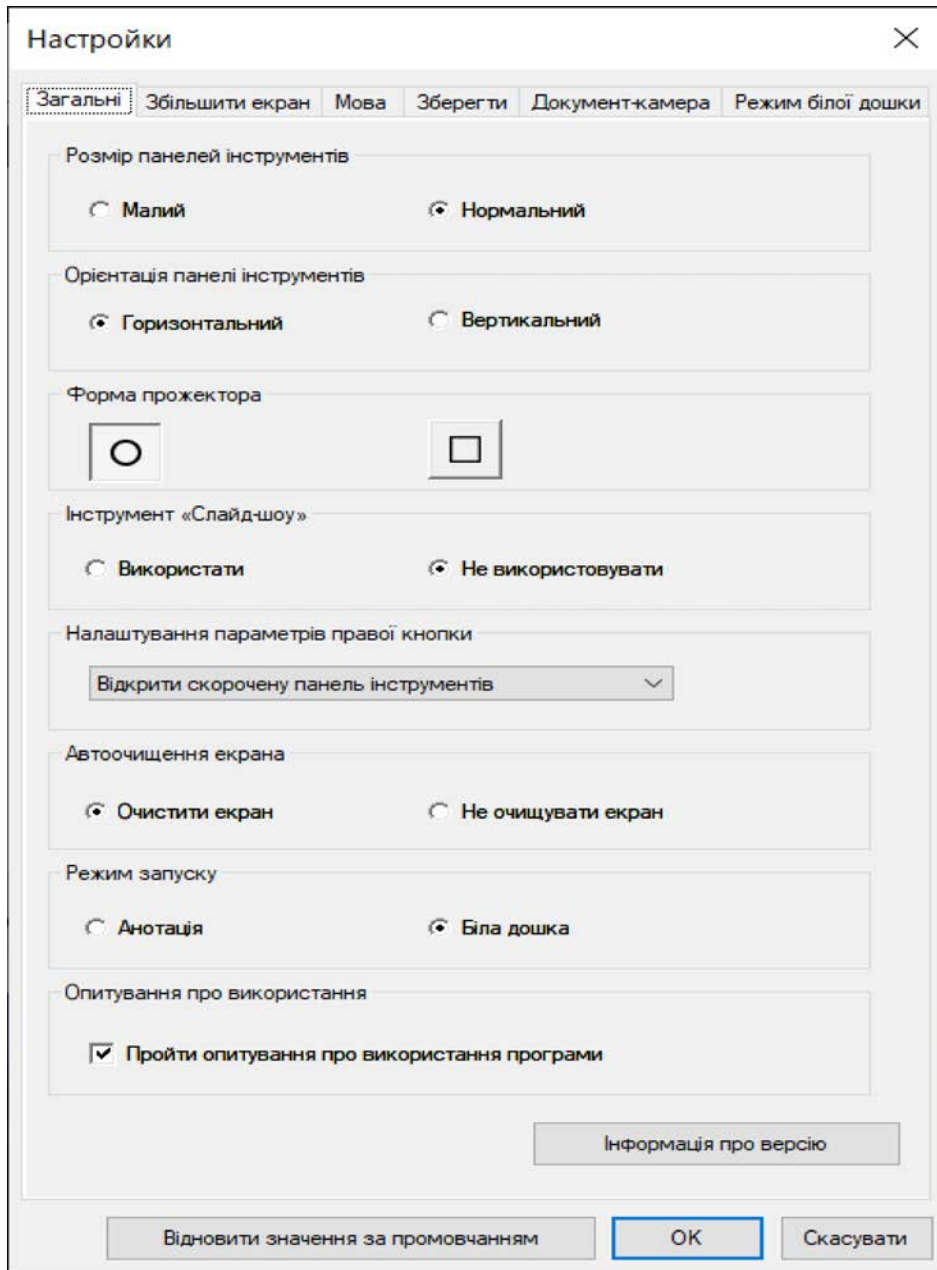 Настройки
Загальні Збільшити екран Мова Зберегти Документ-камера Режим білої дошки
Розмір панелей інструментів
Малий Нормальний
Орієнтація панелі інструментів
Горизонтальний Вертикальний
Форма прожектора
Інструмент «Слайд-шоу»
Використати Не використовувати
Налаштування параметрів правої кнопки
Відкрити скорочену панель інструментів
Автоочищення екрана
Очистити екран Не очищувати екран
Режим запуску
Анотація Біла дошка
Опитування про використання
Пройти опитування про використання програми
Інформація про версію
Відновити значення за промовчанням OK Скасувати